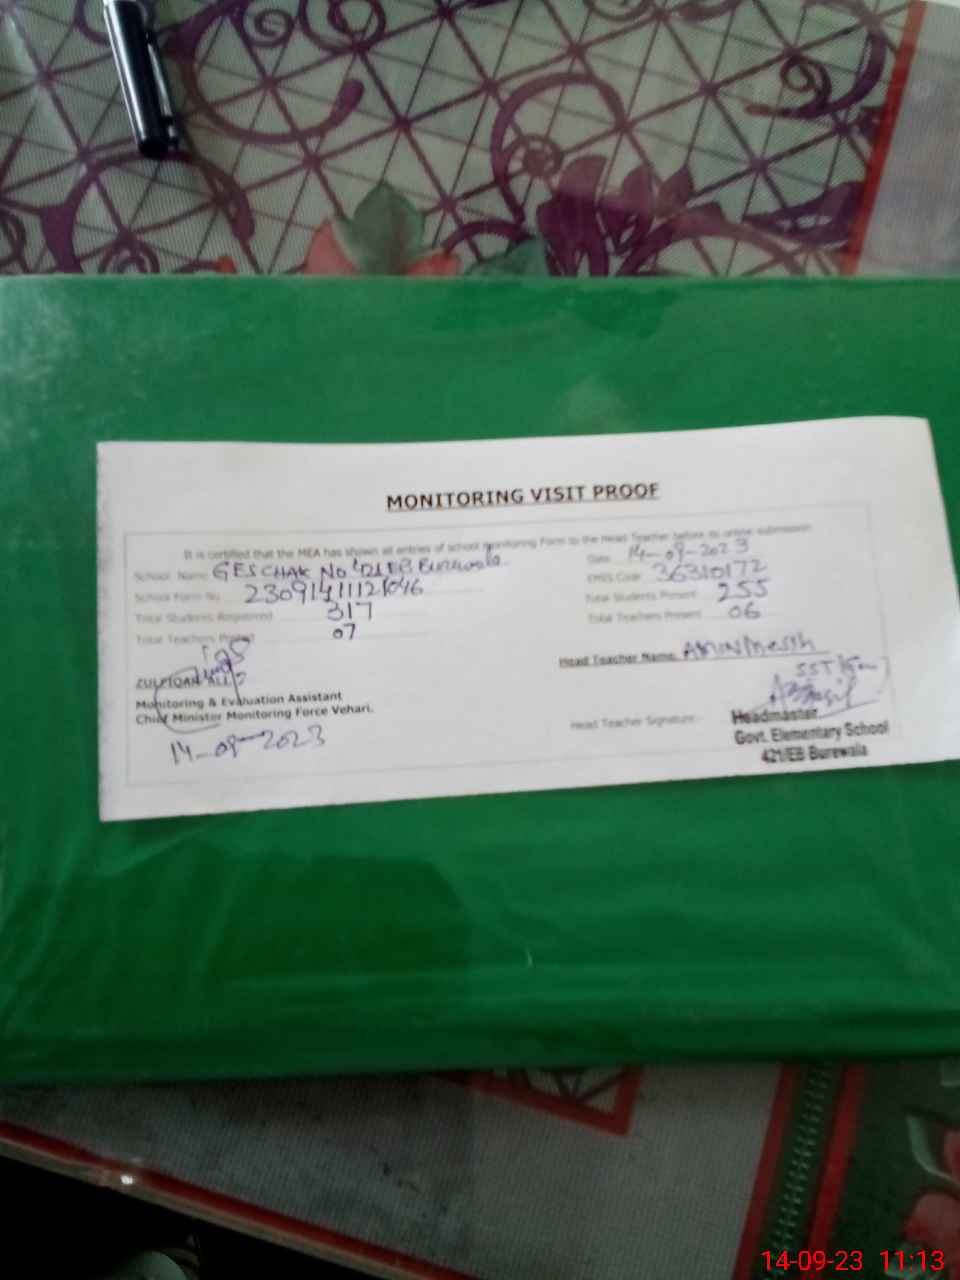 MONITORING VISIT PROOF
It is certified that the MEA has shown all entries of school monitoring Form to the Head Teacher before its online submission
School Name GES CHAK No 421 EB Burewala
Date 14-09-2023
School Form No
EMIS Code 36310172
Total Students Registered 317
Total Students Present 255
Total Teachers Posted 07
Total Teachers Present 06
Head Teacher Name AMIN Mesih
ZULFIQAR ALI
Monitoring & Evaluation Assistant
Chief Minister Monitoring Force Vehari.
14-09-2023
Head Teacher Signature:
Headmaster
Govt. Elementary School
421/EB Burewala
14-09-23 11:13